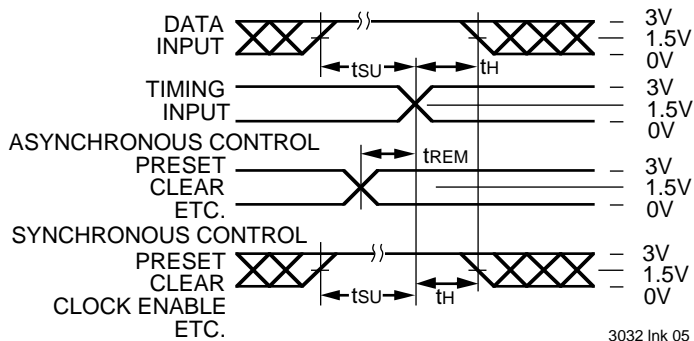 DATA
INPUT
3V
1.5V
0V
tSU
tH
TIMING
INPUT
3V
1.5V
0V
ASYNCHRONOUS CONTROL
PRESET
CLEAR
ETC.
tREM
3V
1.5V
0V
SYNCHRONOUS CONTROL
PRESET
CLEAR
CLOCK ENABLE
ETC.
tSU
tH
3V
1.5V
0V
3032 lnk 05